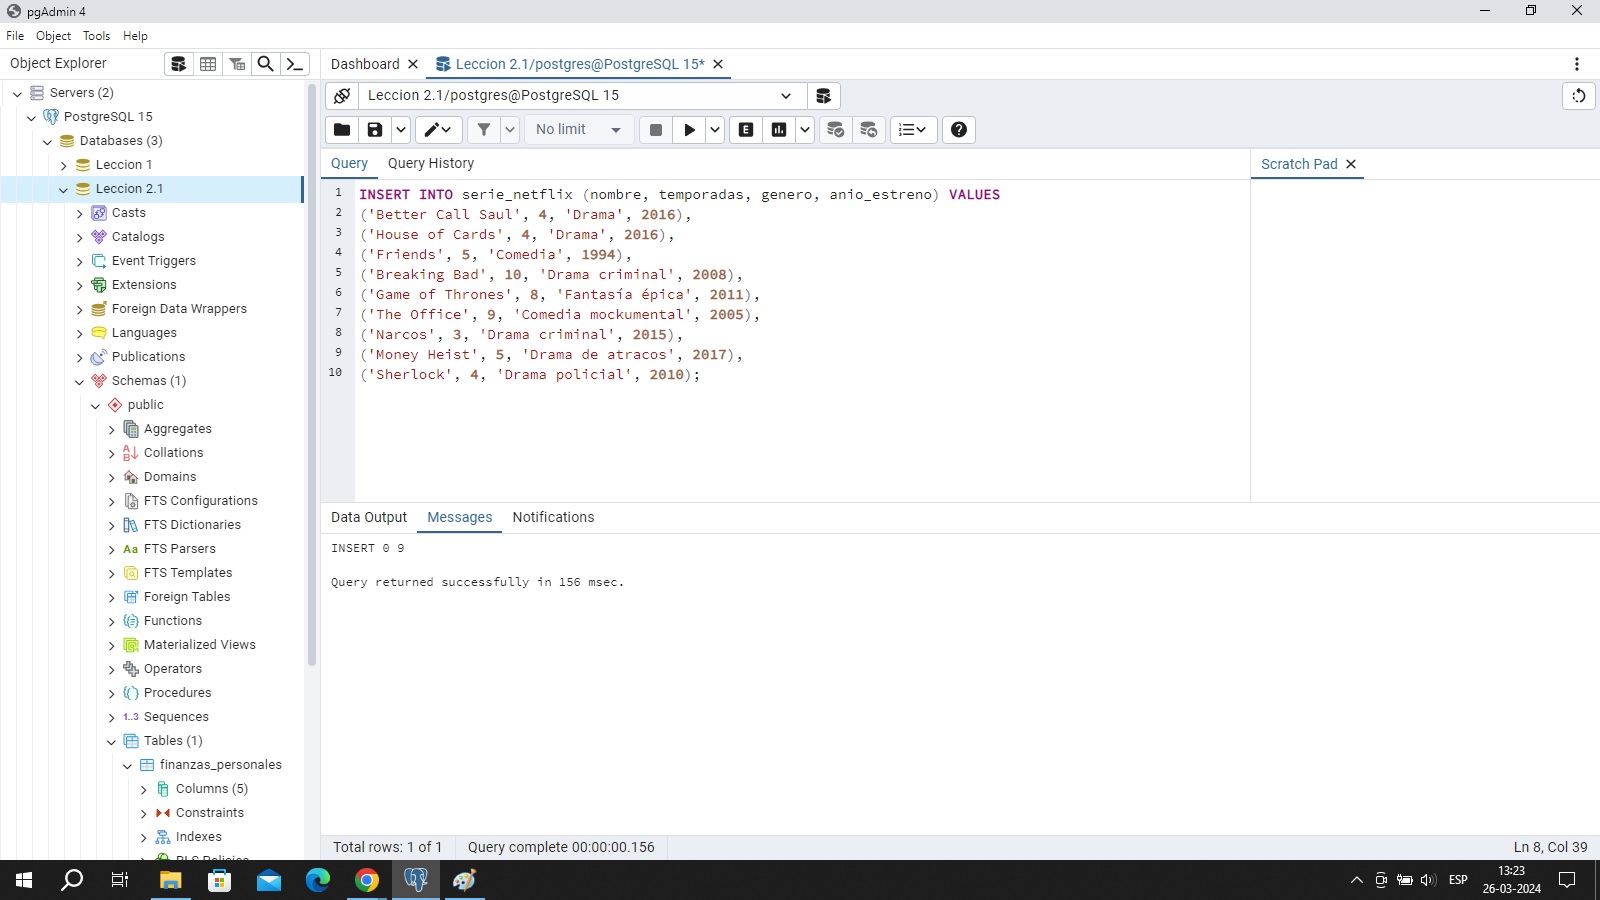 pgAdmin 4
File Object Tools Help
Object Explorer
Dashboard
Leccion 2.1/postgres@PostgreSQL 15*
Servers (2)
PostgreSQL 15
Databases (3)
Leccion 1
Leccion 2.1
Casts
Catalogs
Event Triggers
Extensions
Foreign Data Wrappers
Languages
Publications
Schemas (1)
public
Aggregates
Collations
Domains
FTS Configurations
FTS Dictionaries
Aa FTS Parsers
FTS Templates
Foreign Tables
Functions
Materialized Views
Operators
Procedures
1..3 Sequences
Tables (1)
finanzas_personales
Columns (5)
Constraints
Indexes
RLS Policies
Leccion 2.1/postgres@PostgreSQL 15
No limit
E
Query Query History
Scratch Pad
1 INSERT INTO serie_netflix (nombre, temporadas, genero, anio_estreno) VALUES
2 ('Better Call Saul', 4, 'Drama', 2016),
3 ('House of Cards', 4, 'Drama', 2016),
4 ('Friends', 5, 'Comedia', 1994),
5 ('Breaking Bad', 10, 'Drama criminal', 2008),
6 ('Game of Thrones', 8, 'Fantasía épica', 2011),
7 ('The Office', 9, 'Comedia mockumental', 2005),
8 ('Narcos', 3, 'Drama criminal', 2015),
9 ('Money Heist', 5, 'Drama de atracos', 2017),
10 ('Sherlock', 4, 'Drama policial', 2010);
Data Output Messages Notifications
INSERT 0 9
Query returned successfully in 156 msec.
Total rows: 1 of 1 Query complete 00:00:00.156
Ln 8, Col 39
ESP
13:23
26-03-2024